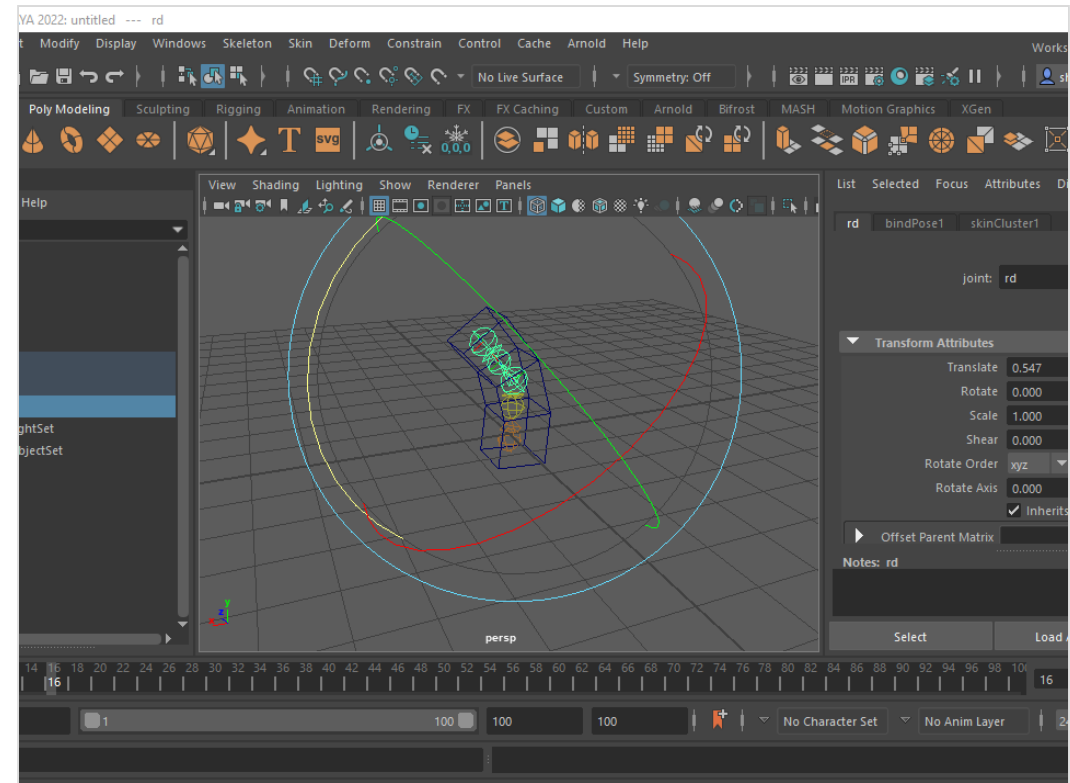 YA 2022: untitled --- rd
t Modify Display Windows Skeleton Skin Deform Constrain Control Cache Arnold Help
Works
No Live Surface Symmetry: Off IPR sh
Poly Modeling Sculpting Rigging Animation Rendering FX FX Caching Custom Arnold Bifrost MASH Motion Graphics XGen
T svg 0,0,0
Help
View Shading Lighting Show Renderer Panels
List Selected Focus Attributes Di
rd bindPose1 skinCluster1
joint: rd
Transform Attributes
Translate 0.547
Rotate 0.000
Scale 1.000
Shear 0.000
Rotate Order xyz
Rotate Axis 0.000
Inherits
Offset Parent Matrix
Notes: rd
ghtSet
bjectSet
y
z
x
persp
Select Load A
14 16 18 20 22 24 26 28 30 32 34 36 38 40 42 44 46 48 50 52 54 56 58 60 62 64 66 68 70 72 74 76 78 80 82 84 86 88 90 92 94 96 98 100
16 16
1 100 100 100 No Character Set No Anim Layer 24